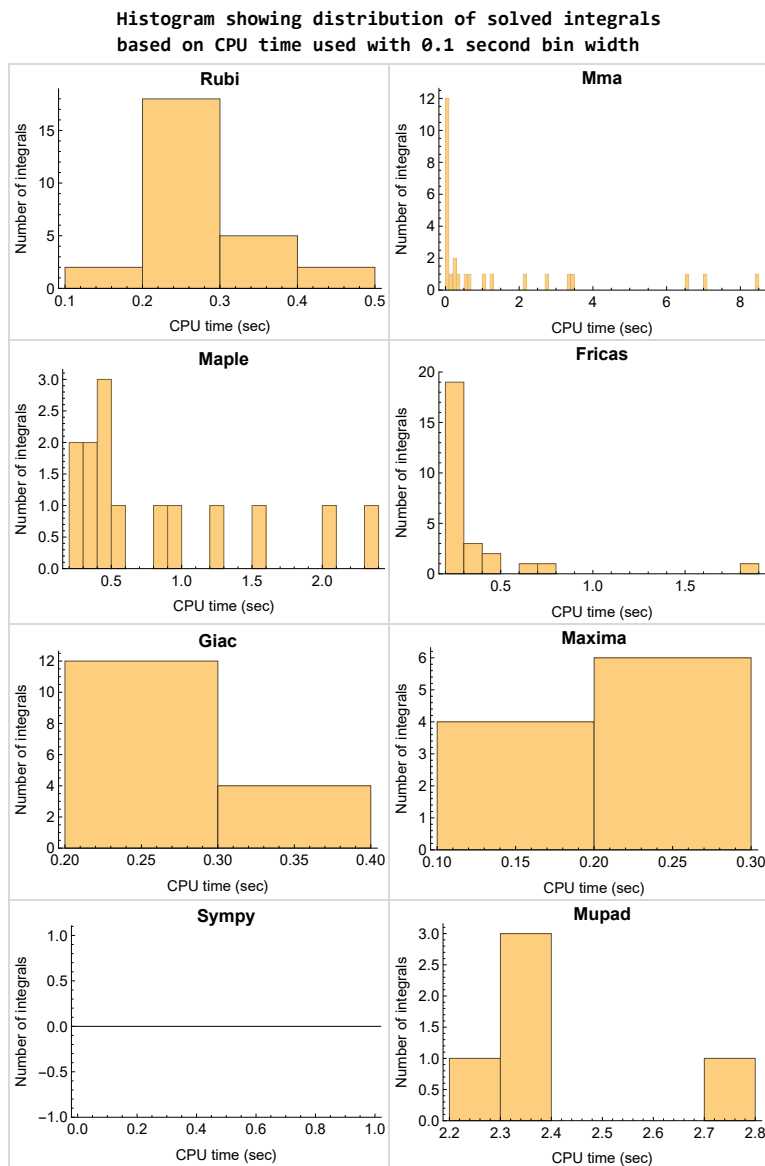 Histogram showing distribution of solved integrals
based on CPU time used with 0.1 second bin width
Rubi
Number of integrals
15
10
5
0
0.1 0.2 0.3 0.4 0.5
CPU time (sec)
Mma
Number of integrals
12
10
8
6
4
2
0
0 2 4 6 8
CPU time (sec)
Maple
Number of integrals
3.0
2.5
2.0
1.5
1.0
0.5
0.0
0.5 1.0 1.5 2.0
CPU time (sec)
Fricas
Number of integrals
20
15
10
5
0
0.5 1.0 1.5
CPU time (sec)
Giac
Number of integrals
12
10
8
6
4
2
0
0.20 0.25 0.30 0.35 0.40
CPU time (sec)
Maxima
Number of integrals
6
5
4
3
2
1
0
0.10 0.15 0.20 0.25 0.30
CPU time (sec)
Sympy
Number of integrals
1.0
0.5
0.0
−0.5
−1.0
0.0 0.2 0.4 0.6 0.8 1.0
CPU time (sec)
Mupad
Number of integrals
3.0
2.5
2.0
1.5
1.0
0.5
0.0
2.2 2.3 2.4 2.5 2.6 2.7 2.8
CPU time (sec)